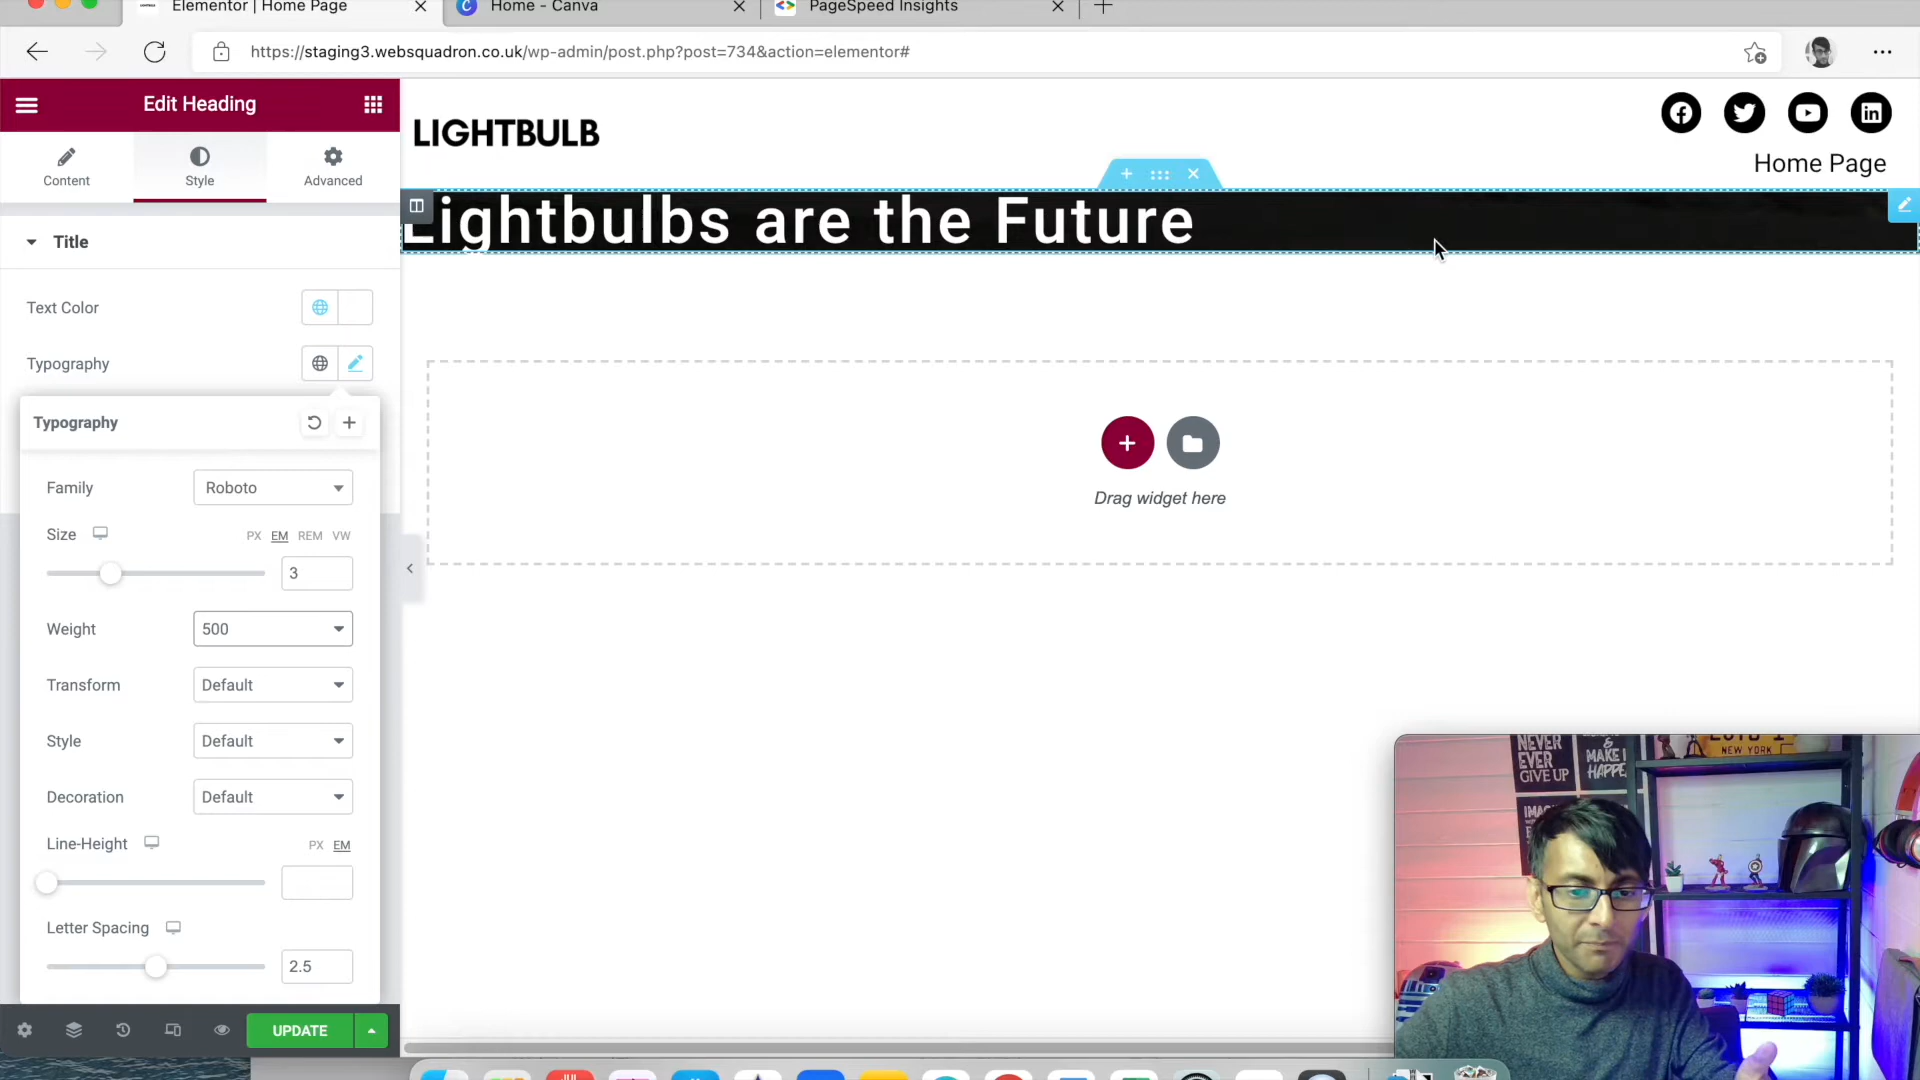 Elementor | Home Page
Home - Canva
PageSpeed Insights
https://staging3.websquadron.co.uk/wp-admin/post.php?post=734&action=elementor#
Edit Heading
Content
Style
Advanced
Title
Text Color
Typography
Typography
Family
Roboto
Size
PX EM REM VW
3
Weight
500
Transform
Default
Style
Default
Decoration
Default
Line-Height
PX EM
Letter Spacing
2.5
UPDATE
LIGHTBULB
Home Page
Lightbulbs are the Future
Drag widget here
NEVER
EVER
GIVE UP
&
MAKE I
HAPPE
NEW YORK